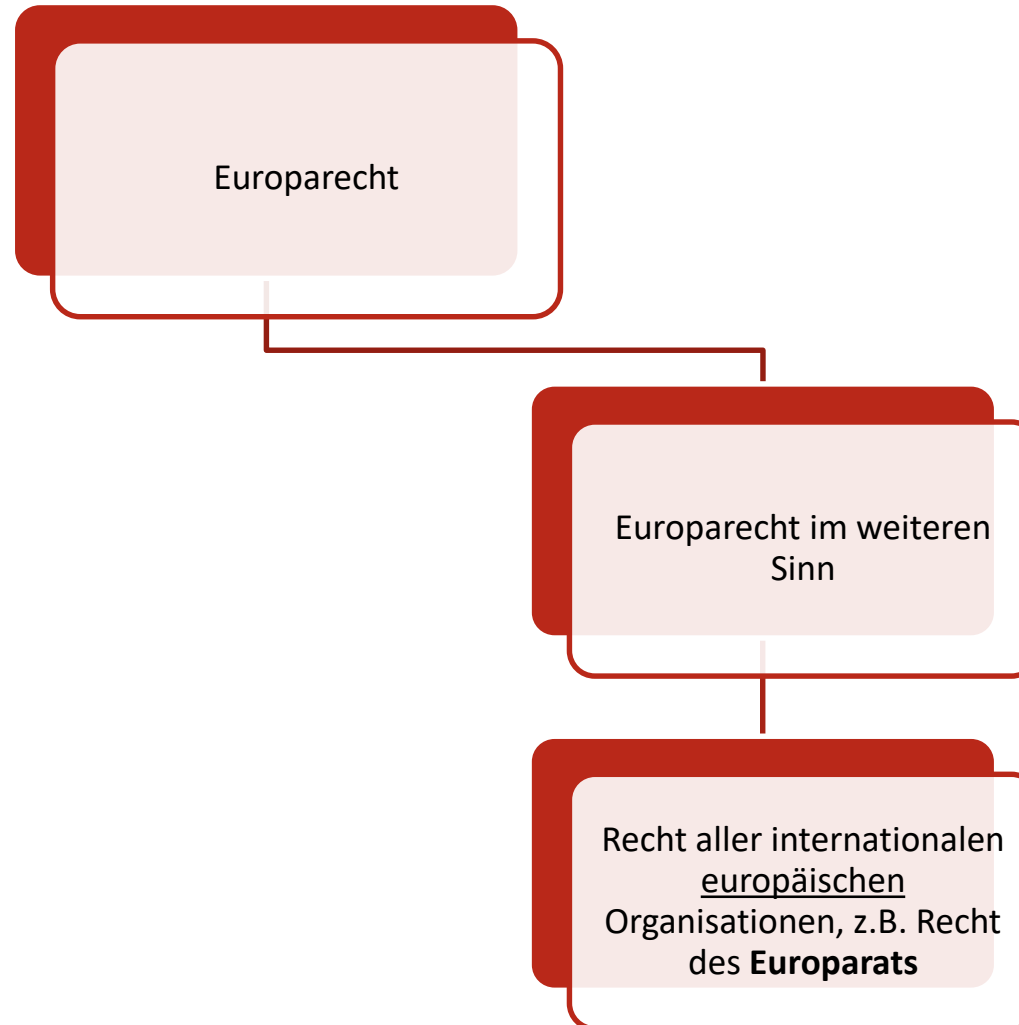 Europarecht
Europarecht im weiteren
Sinn
Recht aller internationalen
europäischen
Organisationen, z.B. Recht
des Europarats